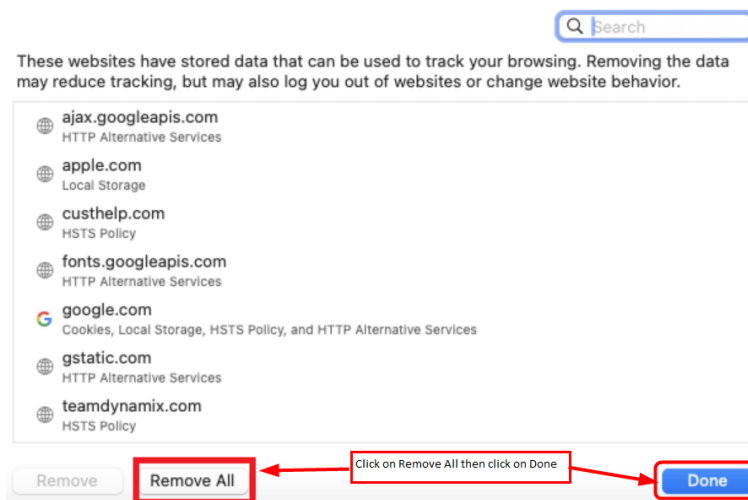 Search
These websites have stored data that can be used to track your browsing. Removing the data
may reduce tracking, but may also log you out of websites or change website behavior.
ajax.googleapis.com
HTTP Alternative Services
apple.com
Local Storage
custhelp.com
HSTS Policy
fonts.googleapis.com
HTTP Alternative Services
google.com
Cookies, Local Storage, HSTS Policy, and HTTP Alternative Services
gstatic.com
HTTP Alternative Services
teamdynamix.com
HSTS Policy
Remove
Remove All
Click on Remove All then click on Done
Done